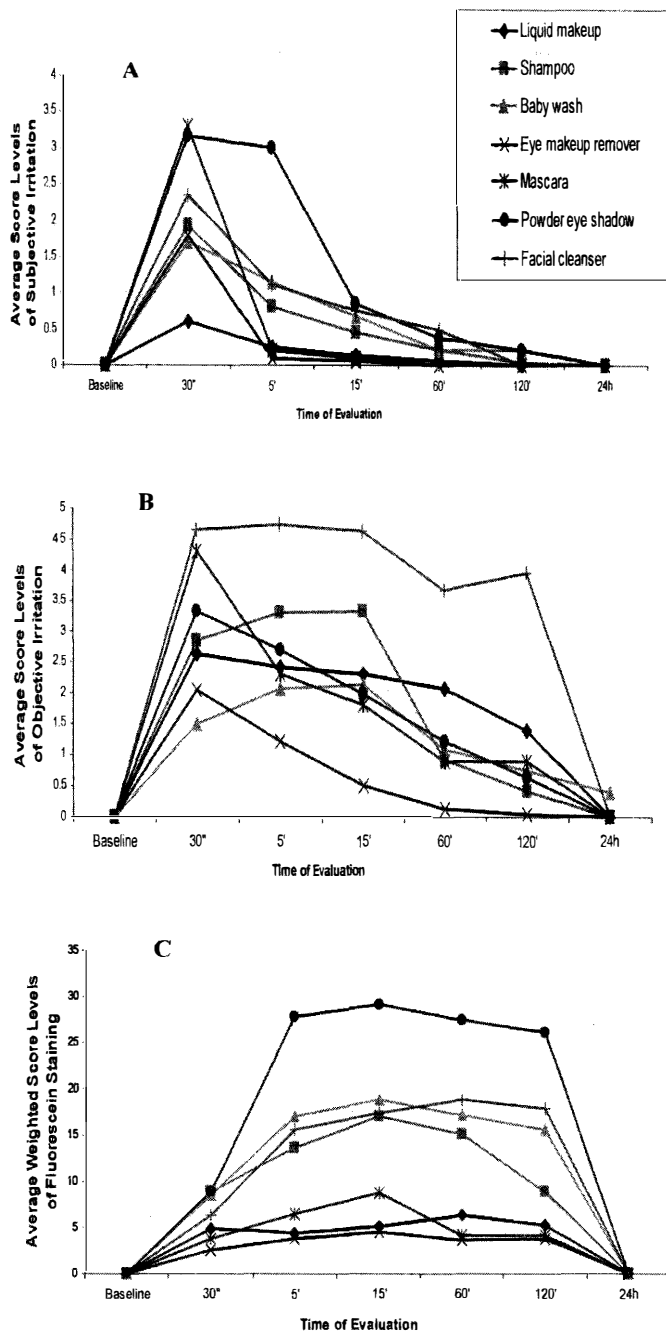 Liquid makeup
Shampoo
Baby wash
Eye makeup remover
Mascara
Powder eye shadow
Facial cleanser
A
Average Score Levels
of Subjective Irritation
4
3.5
3
2.5
2
1.5
1
0.5
0
Baseline 30" 5' 15' 60' 120' 24h
Time of Evaluation
B
Average Score Levels
of Objective Irritation
5
4.5
4
3.5
3
2.5
2
1.5
1
0.5
0
Baseline 30" 5' 15' 60' 120' 24h
Time of Evaluation
C
Average Weighted Score Levels
of Fluorescein Staining
35
30
25
20
15
10
5
0
Baseline 30" 5' 15' 60' 120' 24h
Time of Evaluation